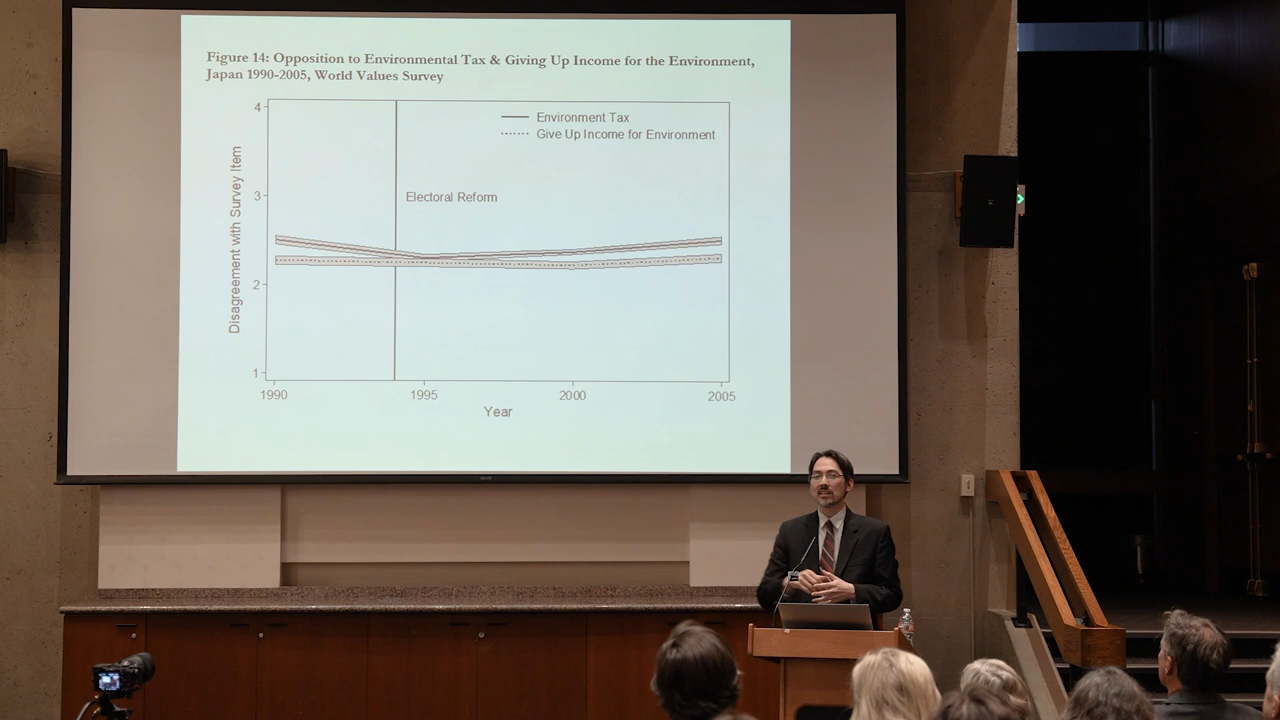 Figure 14: Opposition to Environmental Tax & Giving Up Income for the Environment,
Japan 1990-2005, World Values Survey
4
Environment Tax
Give Up Income for Environment
3
Electoral Reform
Disagreement with Survey Item
2
1
1990
1995
2000
2005
Year